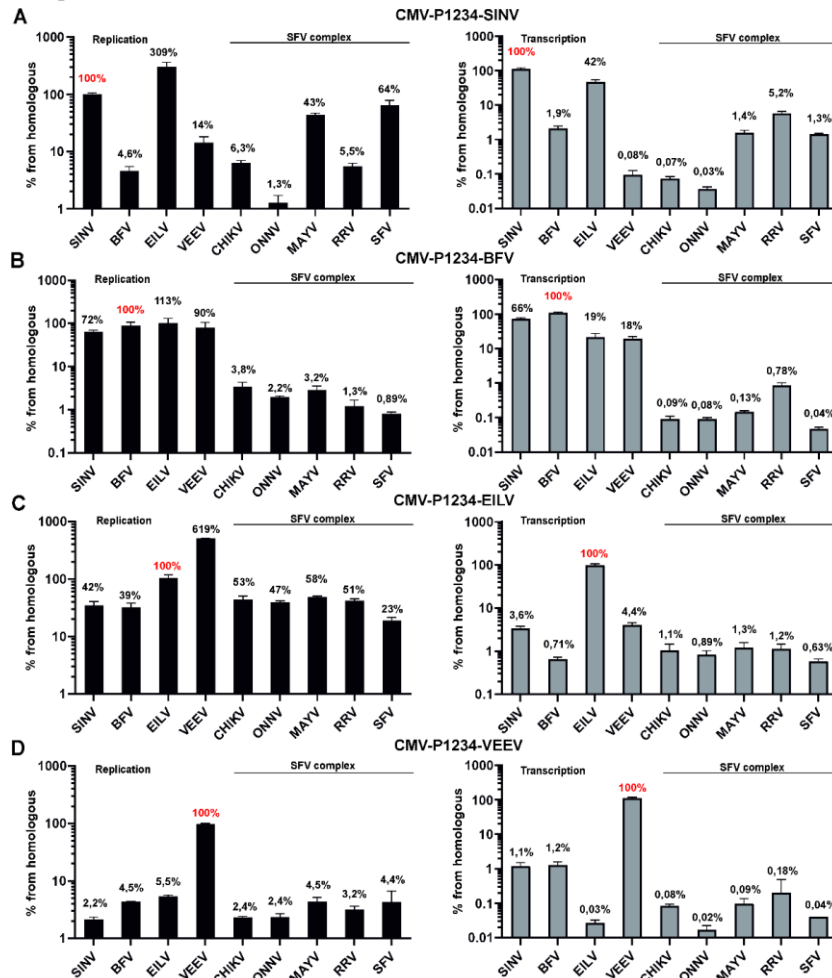 CMV-P1234-SINV
A
Replication
SFV complex
% from homologous
1000
100
10
1
100%
4,6%
309%
14%
6,3%
1,3%
43%
5,5%
64%
SINV
BFV
EILV
VEEV
CHIKV
ONNV
MAYV
RRV
SFV
Transcription
SFV complex
% from homologous
1000
100
10
1
0.1
0.01
100%
1,9%
42%
0,08%
0,07%
0,03%
1,4%
5,2%
1,3%
SINV
BFV
EILV
VEEV
CHIKV
ONNV
MAYV
RRV
SFV
CMV-P1234-BFV
B
Replication
SFV complex
% from homologous
1000
100
10
1
0.1
72%
100%
113%
90%
3,8%
2,2%
3,2%
1,3%
0,89%
SINV
BFV
EILV
VEEV
CHIKV
ONNV
MAYV
RRV
SFV
Transcription
SFV complex
% from homologous
1000
100
10
1
0.1
0.01
66%
100%
19%
18%
0,09%
0,08%
0,13%
0,78%
0,04%
SINV
BFV
EILV
VEEV
CHIKV
ONNV
MAYV
RRV
SFV
CMV-P1234-EILV
C
Replication
SFV complex
% from homologous
1000
100
10
1
42%
39%
100%
619%
53%
47%
58%
51%
23%
SINV
BFV
EILV
VEEV
CHIKV
ONNV
MAYV
RRV
SFV
Transcription
SFV complex
% from homologous
1000
100
10
1
0.1
3,6%
0,71%
100%
4,4%
1,1%
0,89%
1,3%
1,2%
0,63%
SINV
BFV
EILV
VEEV
CHIKV
ONNV
MAYV
RRV
SFV
CMV-P1234-VEEV
D
Replication
SFV complex
% from homologous
1000
100
10
1
2,2%
4,5%
5,5%
100%
2,4%
2,4%
4,5%
3,2%
4,4%
SINV
BFV
EILV
VEEV
CHIKV
ONNV
MAYV
RRV
SFV
Transcription
SFV complex
% from homologous
1000
100
10
1
0.1
0.01
1,1%
1,2%
0,03%
100%
0,08%
0,02%
0,09%
0,18%
0,04%
SINV
BFV
EILV
VEEV
CHIKV
ONNV
MAYV
RRV
SFV